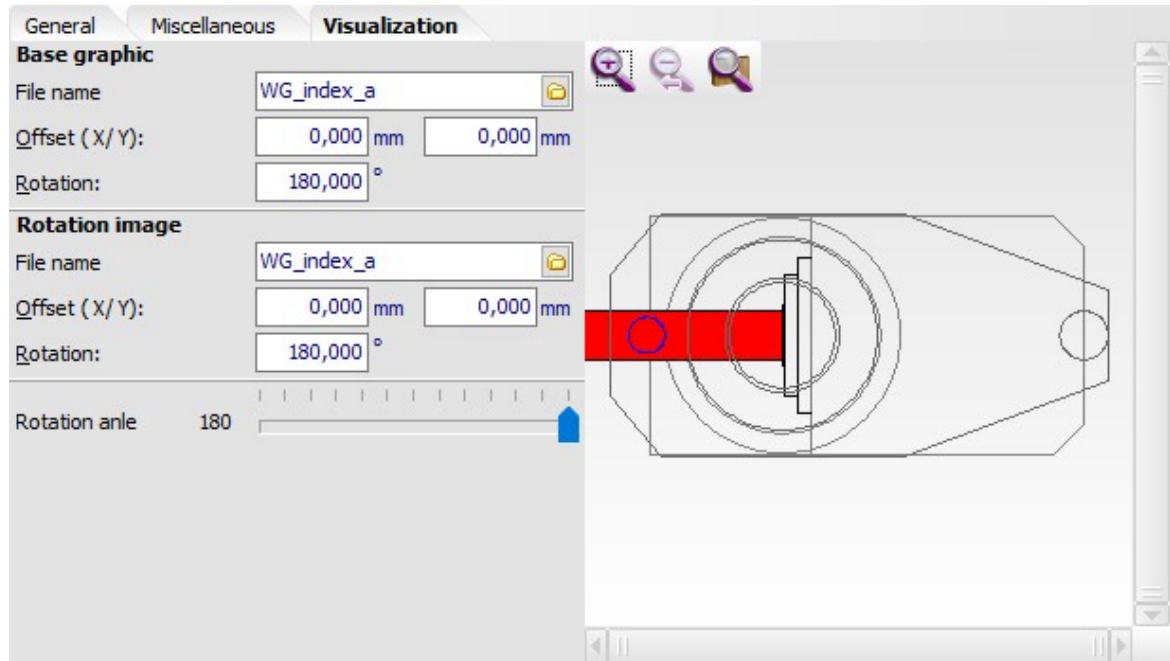 General Miscellaneous Visualization
Base graphic
File name WG_index_a
Offset ( X/ Y): 0,000 mm 0,000 mm
Rotation: 180,000 °
Rotation image
File name WG_index_a
Offset ( X/ Y): 0,000 mm 0,000 mm
Rotation: 180,000 °
Rotation anle 180